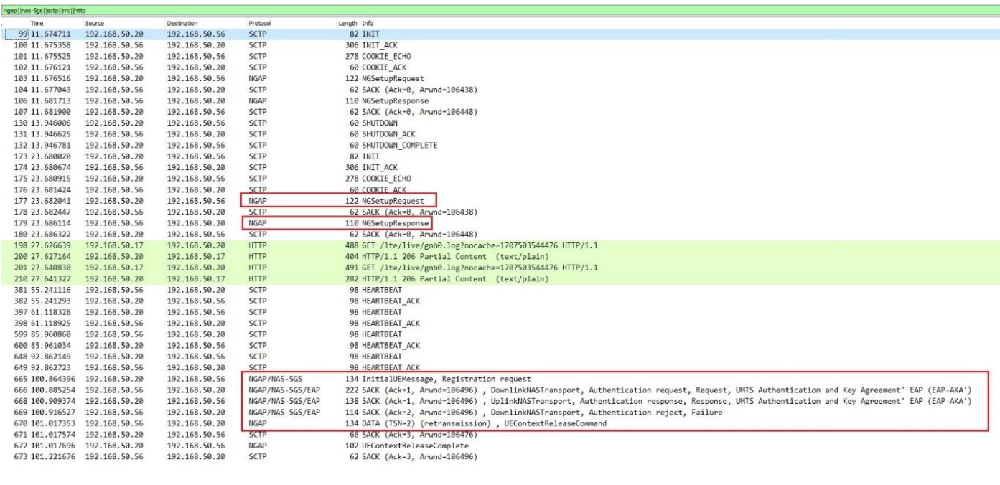 ngap||nas-5gs||sctp||rrc||http
. Time Source Destination Protocol Length Info
99 11.674711 192.168.50.20 192.168.50.56 SCTP 82 INIT
100 11.675358 192.168.50.56 192.168.50.20 SCTP 306 INIT_ACK
101 11.675525 192.168.50.20 192.168.50.56 SCTP 278 COOKIE_ECHO
102 11.676121 192.168.50.56 192.168.50.20 SCTP 60 COOKIE_ACK
103 11.676516 192.168.50.20 192.168.50.56 NGAP 122 NGSetupRequest
104 11.677043 192.168.50.56 192.168.50.20 SCTP 62 SACK (Ack=0, Arwnd=106438)
106 11.681713 192.168.50.56 192.168.50.20 NGAP 110 NGSetupResponse
107 11.681900 192.168.50.20 192.168.50.56 SCTP 62 SACK (Ack=0, Arwnd=106448)
130 13.946006 192.168.50.20 192.168.50.56 SCTP 60 SHUTDOWN
131 13.946625 192.168.50.56 192.168.50.20 SCTP 60 SHUTDOWN_ACK
132 13.946781 192.168.50.20 192.168.50.56 SCTP 60 SHUTDOWN_COMPLETE
173 23.680020 192.168.50.20 192.168.50.56 SCTP 82 INIT
174 23.680674 192.168.50.56 192.168.50.20 SCTP 306 INIT_ACK
175 23.680915 192.168.50.20 192.168.50.56 SCTP 278 COOKIE_ECHO
176 23.681424 192.168.50.56 192.168.50.20 SCTP 60 COOKIE_ACK
177 23.682041 192.168.50.20 192.168.50.56 NGAP 122 NGSetupRequest
178 23.682447 192.168.50.56 192.168.50.20 SCTP 62 SACK (Ack=0, Arwnd=106438)
179 23.686114 192.168.50.56 192.168.50.20 NGAP 110 NGSetupResponse
180 23.686322 192.168.50.20 192.168.50.56 SCTP 62 SACK (Ack=0, Arwnd=106448)
198 27.626639 192.168.50.17 192.168.50.20 HTTP 488 GET /lte/live/gnb0.log?nocache=1707503544476 HTTP/1.1
200 27.627164 192.168.50.20 192.168.50.17 HTTP 404 HTTP/1.1 206 Partial Content (text/plain)
201 27.640830 192.168.50.17 192.168.50.20 HTTP 491 GET /lte/live/gnb0.log?nocache=1707503544476 HTTP/1.1
210 27.641327 192.168.50.20 192.168.50.17 HTTP 282 HTTP/1.1 206 Partial Content (text/plain)
381 55.241116 192.168.50.56 192.168.50.20 SCTP 98 HEARTBEAT
382 55.241293 192.168.50.20 192.168.50.56 SCTP 98 HEARTBEAT_ACK
397 61.118328 192.168.50.20 192.168.50.56 SCTP 98 HEARTBEAT
398 61.118925 192.168.50.56 192.168.50.20 SCTP 98 HEARTBEAT_ACK
599 85.960860 192.168.50.56 192.168.50.20 SCTP 98 HEARTBEAT
600 85.961034 192.168.50.20 192.168.50.56 SCTP 98 HEARTBEAT_ACK
648 92.862149 192.168.50.20 192.168.50.56 SCTP 98 HEARTBEAT
649 92.862723 192.168.50.56 192.168.50.20 SCTP 98 HEARTBEAT_ACK
665 100.864396 192.168.50.20 192.168.50.56 NGAP/NAS-5GS 134 InitialUEMessage, Registration request
666 100.885254 192.168.50.56 192.168.50.20 NGAP/NAS-5GS/EAP 222 SACK (Ack=1, Arwnd=106496) , DownlinkNASTransport, Authentication request, Request, UMTS Authentication and Key Agreement' EAP (EAP-AKA')
668 100.909374 192.168.50.20 192.168.50.56 NGAP/NAS-5GS/EAP 138 SACK (Ack=1, Arwnd=106496) , UplinkNASTransport, Authentication response, Response, UMTS Authentication and Key Agreement' EAP (EAP-AKA')
669 100.916527 192.168.50.56 192.168.50.20 NGAP/NAS-5GS/EAP 114 SACK (Ack=2, Arwnd=106496) , DownlinkNASTransport, Authentication reject, Failure
670 101.017353 192.168.50.56 192.168.50.20 NGAP 134 DATA (TSN=2) (retransmission) , UEContextReleaseCommand
671 101.017574 192.168.50.20 192.168.50.56 SCTP 66 SACK (Ack=3, Arwnd=106476)
672 101.017696 192.168.50.20 192.168.50.56 NGAP 102 UEContextReleaseComplete
673 101.221676 192.168.50.56 192.168.50.20 SCTP 62 SACK (Ack=3, Arwnd=106496)